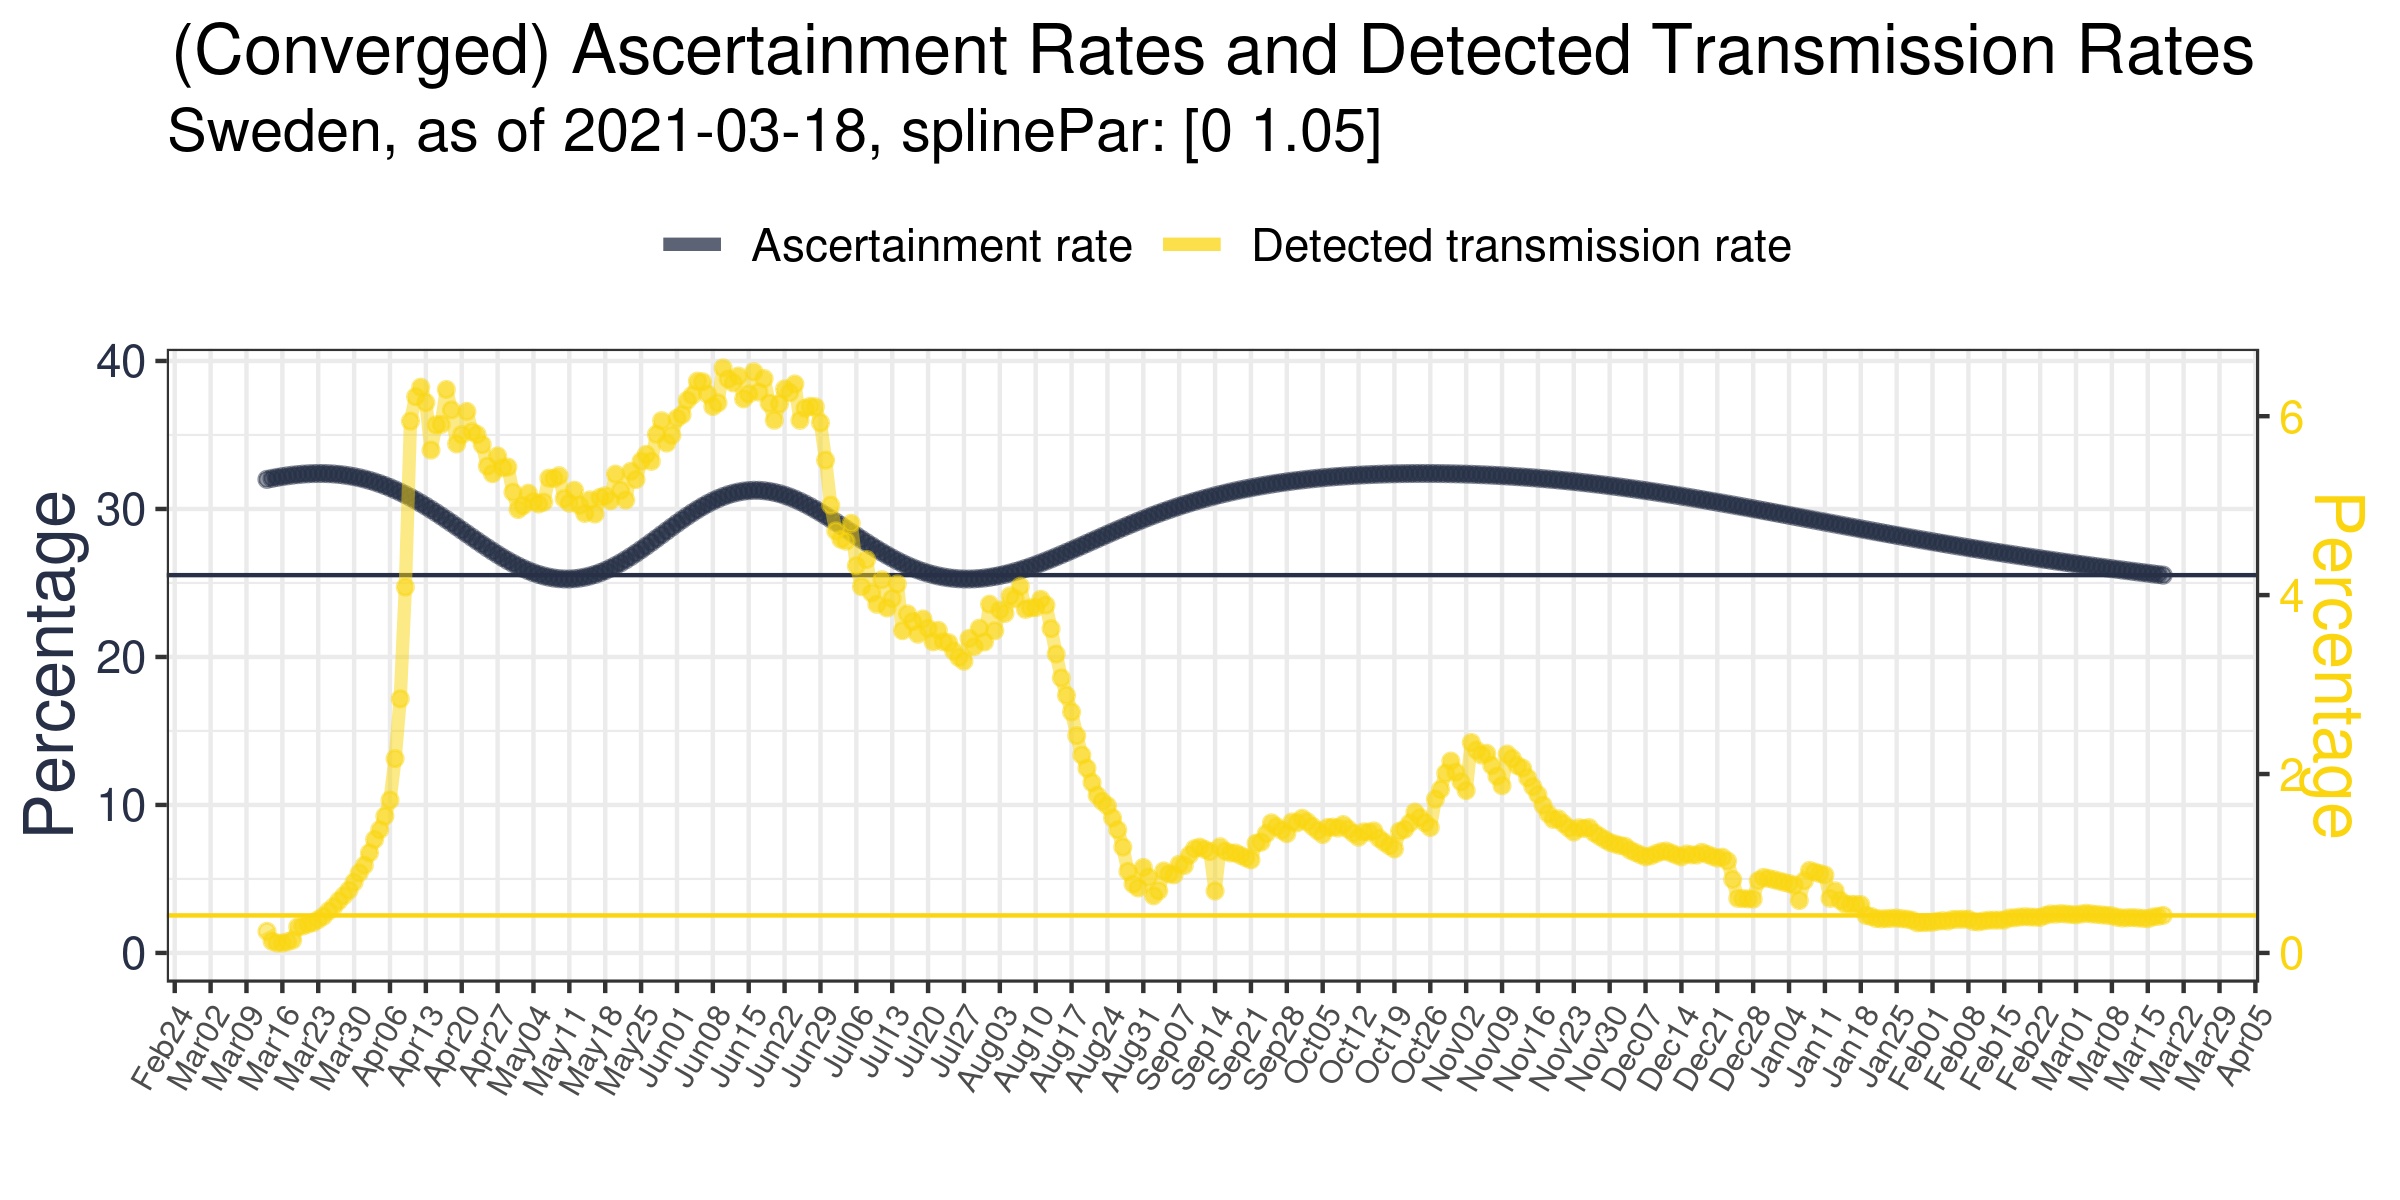 (Converged) Ascertainment Rates and Detected Transmission Rates
Sweden, as of 2021-03-18, splinePar: [0 1.05]
Ascertainment rate
Detected transmission rate
Percentage
40
30
20
10
0
6
4
2
0
Percentage
Feb24
Mar02
Mar09
Mar16
Mar23
Mar30
Apr06
Apr13
Apr20
Apr27
May04
May11
May18
May25
Jun01
Jun08
Jun15
Jun22
Jun29
Jul06
Jul13
Jul20
Jul27
Aug03
Aug10
Aug17
Aug24
Aug31
Sep07
Sep14
Sep21
Sep28
Oct05
Oct12
Oct19
Oct26
Nov02
Nov09
Nov16
Nov23
Nov30
Dec07
Dec14
Dec21
Dec28
Jan04
Jan11
Jan18
Jan25
Feb01
Feb08
Feb15
Feb22
Mar01
Mar08
Mar15
Mar22
Mar29
Apr05